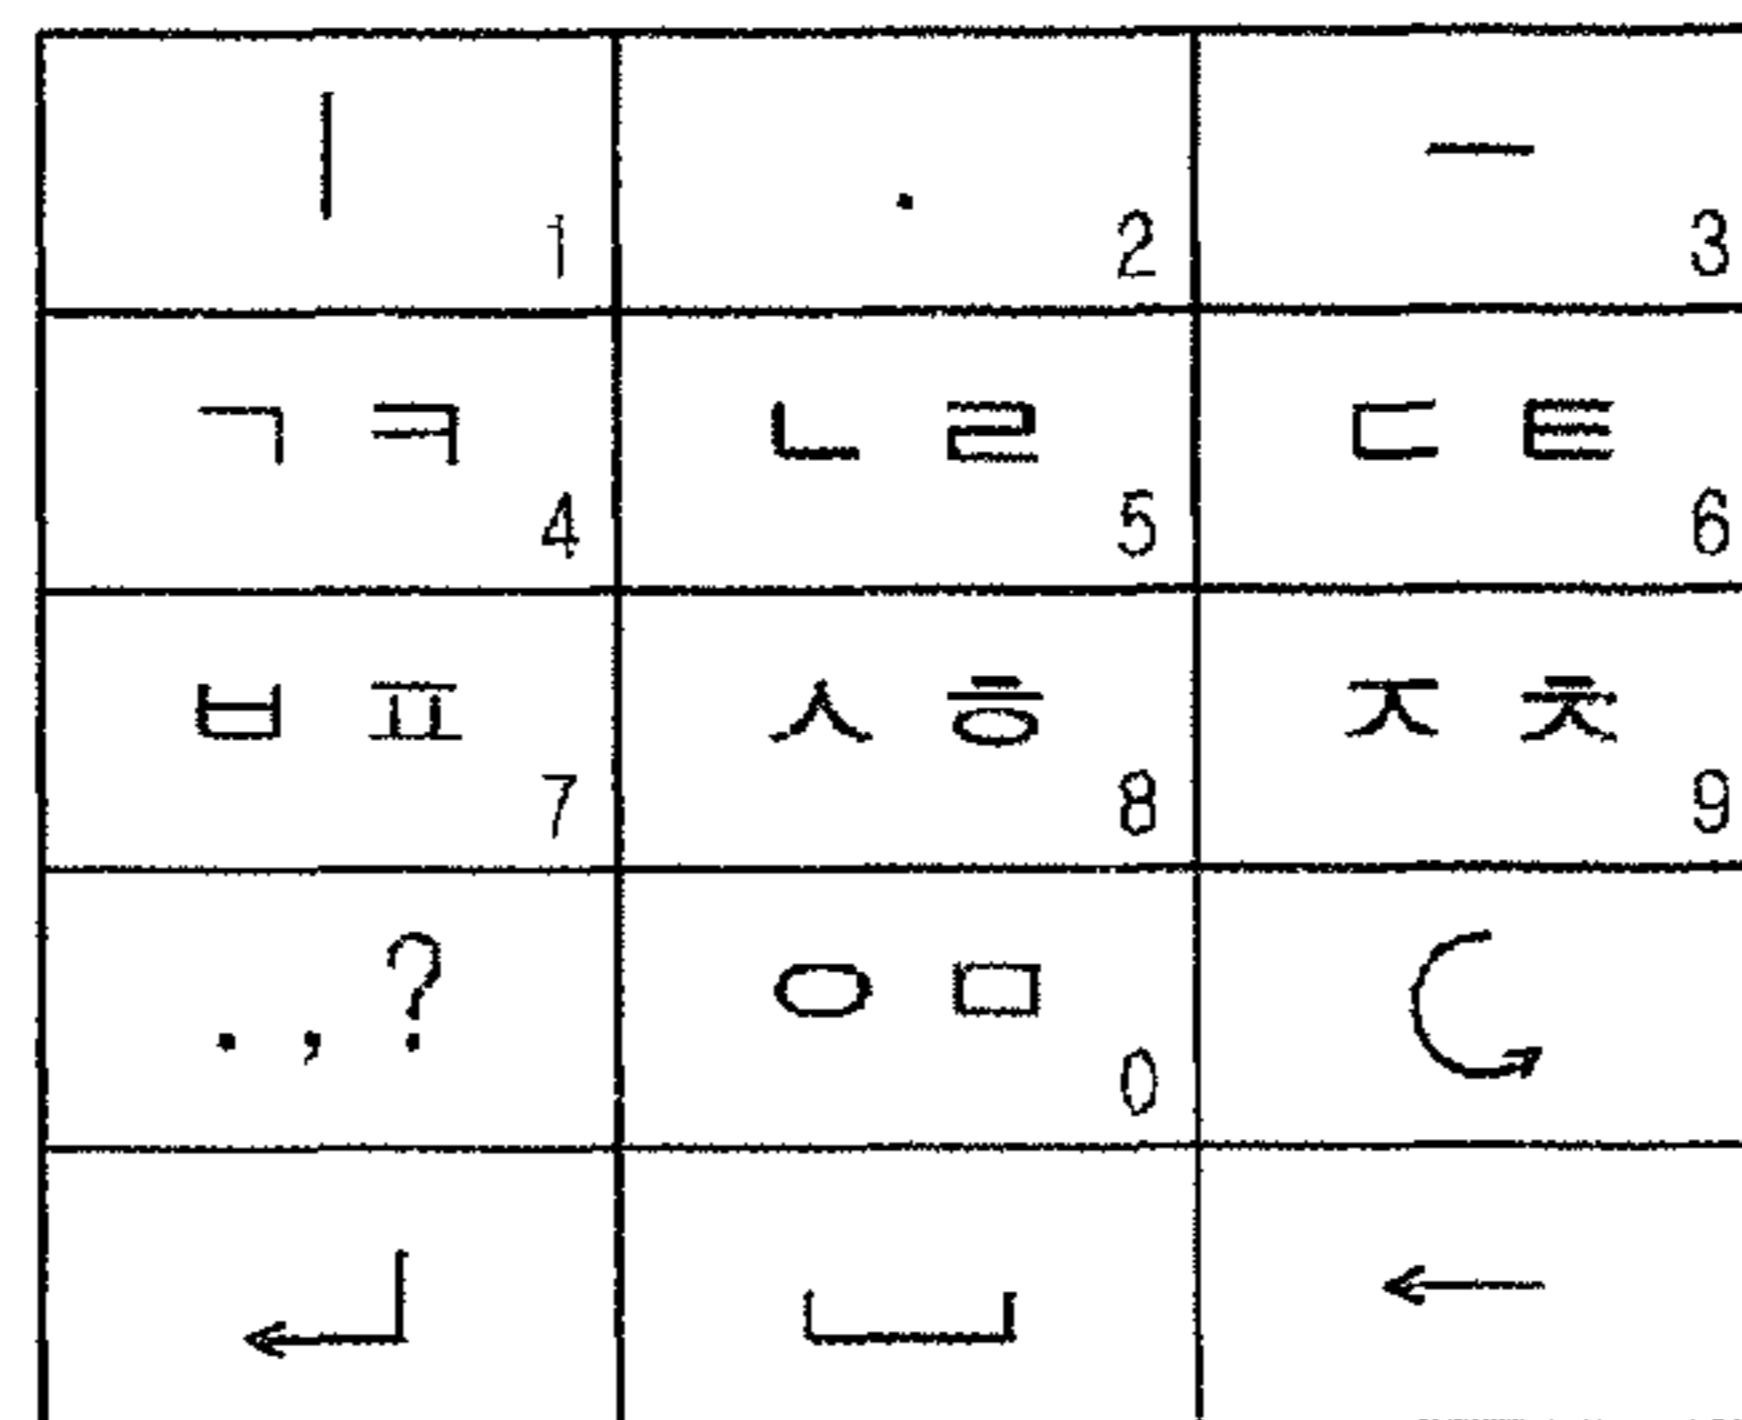 ㅣ . ㅡ
1 2 3
ㄱ ㅋ ㄴ ㄹ ㄷ ㅌ
4 5 6
ㅂ ㅍ ㅅ ㅎ ㅈ ㅊ
7 8 9
. , ? ㅇ ㅁ
0